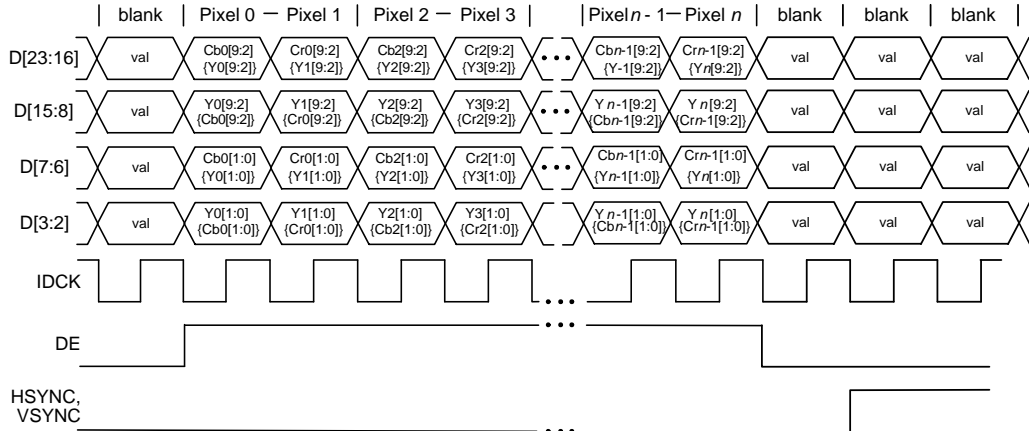 blank Pixel 0 — Pixel 1 Pixel 2 — Pixel 3 Pixel n - 1 — Pixel n blank blank blank
D[23:16] val Cb0[9:2] Cr0[9:2] Cb2[9:2] Cr2[9:2] • • • Cbn-1[9:2] Crn-1[9:2] val val val
{Y0[9:2]} {Y1[9:2]} {Y2[9:2]} {Y3[9:2]} {Y-1[9:2]} {Yn[9:2]}
D[15:8] val Y0[9:2] Y1[9:2] Y2[9:2] Y3[9:2] • • • Y n-1[9:2] Y n[9:2] val val val
{Cb0[9:2]} {Cr0[9:2]} {Cb2[9:2]} {Cr2[9:2]} {Cbn-1[9:2]} {Crn-1[9:2]}
D[7:6] val Cb0[1:0] Cr0[1:0] Cb2[1:0] Cr2[1:0] • • • Cbn-1[1:0] Crn-1[1:0] val val val
{Y0[1:0]} {Y1[1:0]} {Y2[1:0]} {Y3[1:0]} {Yn-1[1:0]} {Yn[1:0]}
D[3:2] val Y0[1:0] Y1[1:0] Y2[1:0] Y3[1:0] Y n-1[1:0] Y n[1:0] val val val
{Cb0[1:0]} {Cr0[1:0]} {Cb2[1:0]} {Cr2[1:0]} {Cbn-1[1:0]} {Crn-1[1:0]}
IDCK • • •
DE • • •
HSYNC,
VSYNC • • •